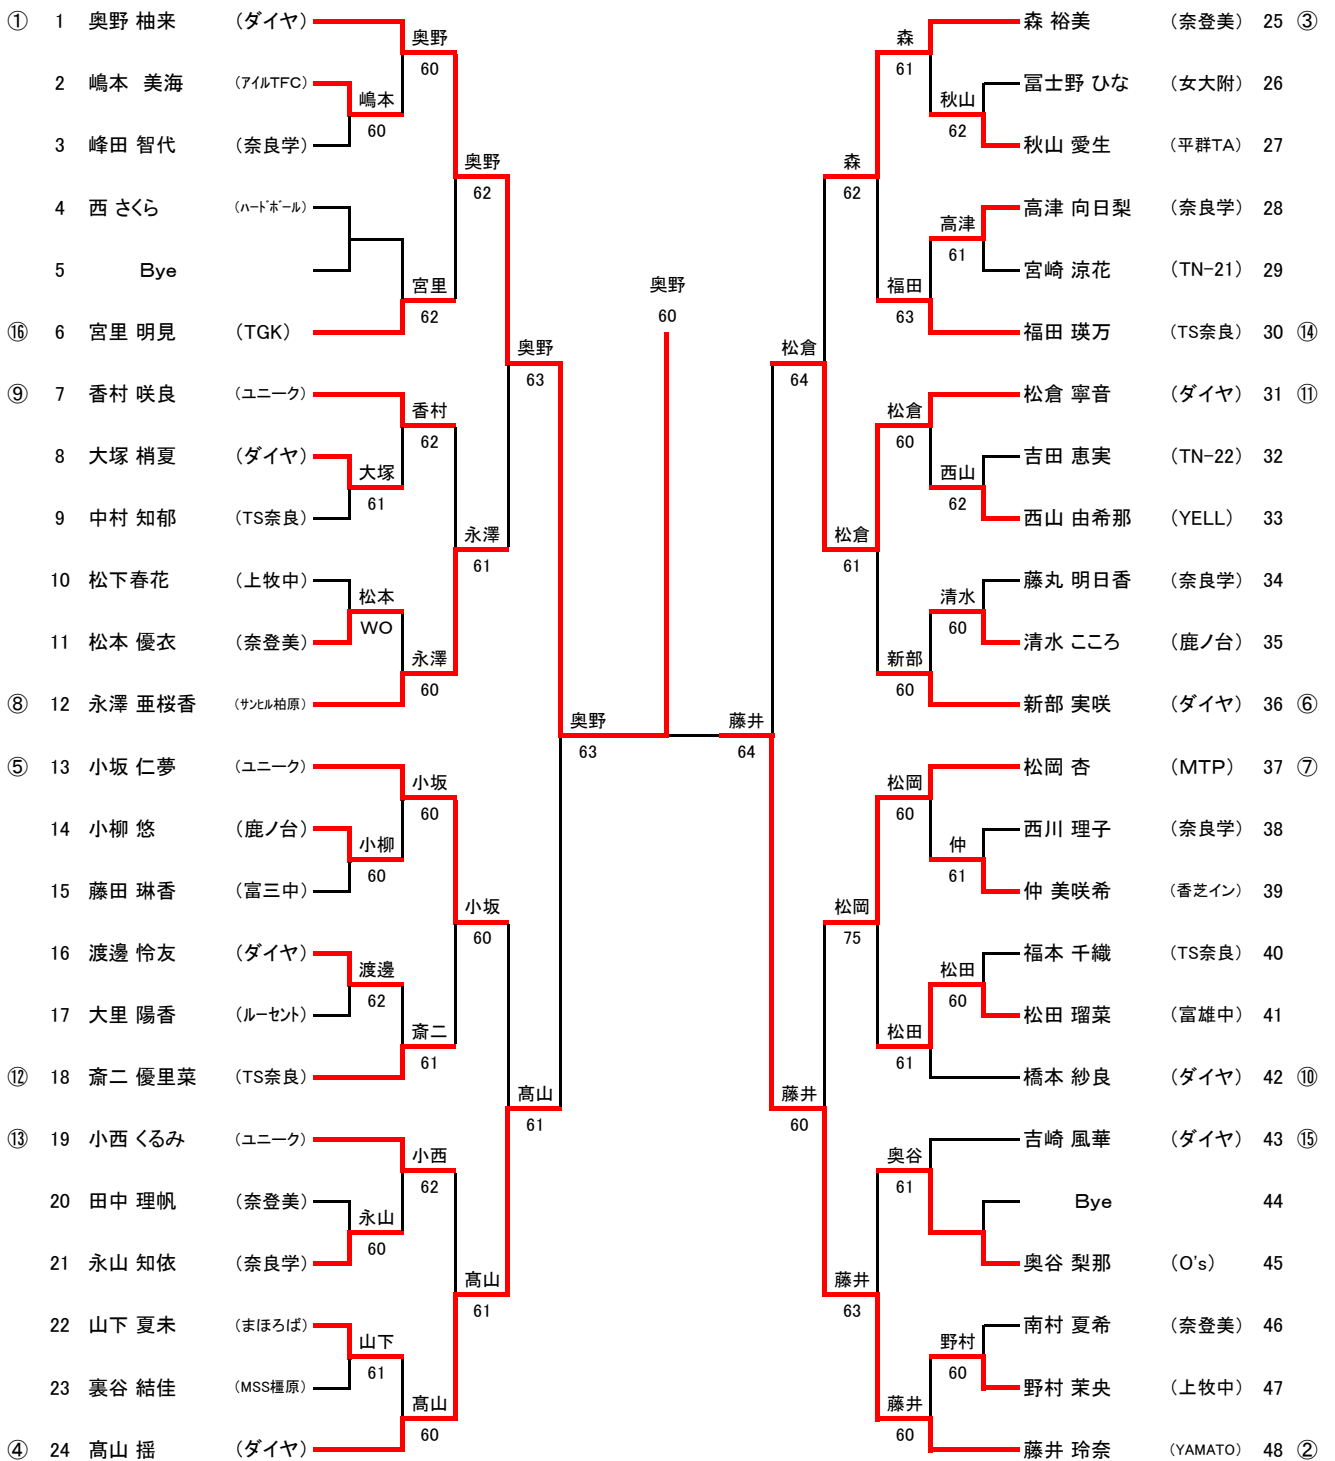 ① 1 奥野 柚来 (ダイヤ)
2 嶋本 美海 (アイルTFC)
3 峰田 智代 (奈良学)
4 西 さくら (ハードボール)
5 Bye
⑯ 6 宮里 明見 (TGK)
⑨ 7 香村 咲良 (ユニーク)
8 大塚 梢夏 (ダイヤ)
9 中村 知郁 (TS奈良)
10 松下春花 (上牧中)
11 松本 優衣 (奈登美)
⑧ 12 永澤 亜桜香 (サンヒル柏原)
⑤ 13 小坂 仁夢 (ユニーク)
14 小柳 悠 (鹿ノ台)
15 藤田 琳香 (富三中)
16 渡邊 怜友 (ダイヤ)
17 大里 陽香 (ルーセント)
⑫ 18 斎二 優里菜 (TS奈良)
⑬ 19 小西 くるみ (ユニーク)
20 田中 理帆 (奈登美)
21 永山 知依 (奈良学)
22 山下 夏未 (まほろば)
23 裏谷 結佳 (MSS橿原)
④ 24 髙山 揺 (ダイヤ)
嶋本
60
大塚
61
松本
WO
小柳
60
渡邊
62
永山
60
山下
61
奥野
60
宮里
62
香村
62
永澤
60
小坂
60
斎二
61
小西
62
髙山
60
奥野
62
永澤
61
小坂
60
髙山
61
奥野
63
髙山
61
奥野
63
奥野
60
藤井
64
松倉
64
藤井
60
森
62
松倉
61
松岡
75
藤井
63
森
61
福田
63
松倉
60
新部
60
松岡
60
松田
61
奥谷
61
藤井
60
秋山
62
高津
61
西山
62
清水
60
仲
61
松田
60
野村
60
森 裕美 (奈登美) 25 ③
冨士野 ひな (女大附) 26
秋山 愛生 (平群TA) 27
高津 向日梨 (奈良学) 28
宮崎 涼花 (TN-21) 29
福田 瑛万 (TS奈良) 30 ⑭
松倉 寧音 (ダイヤ) 31 ⑪
吉田 恵実 (TN-22) 32
西山 由希那 (YELL) 33
藤丸 明日香 (奈良学) 34
清水 こころ (鹿ノ台) 35
新部 実咲 (ダイヤ) 36 ⑥
松岡 杏 (MTP) 37 ⑦
西川 理子 (奈良学) 38
仲 美咲希 (香芝イン) 39
福本 千織 (TS奈良) 40
松田 瑠菜 (富雄中) 41
橋本 紗良 (ダイヤ) 42 ⑩
吉崎 風華 (ダイヤ) 43 ⑮
Bye 44
奥谷 梨那 (O's) 45
南村 夏希 (奈登美) 46
野村 茉央 (上牧中) 47
藤井 玲奈 (YAMATO) 48 ②